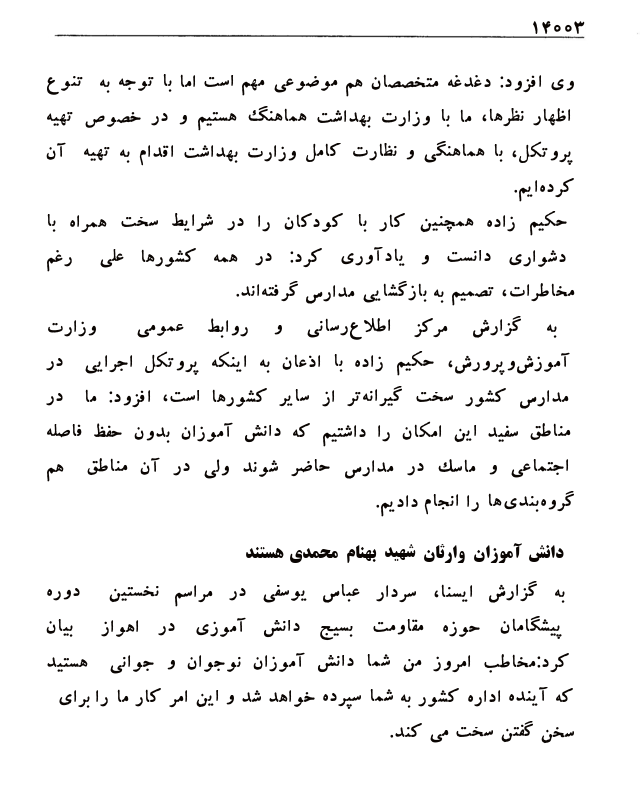 ۱۴۰۰۳
وی افزود: دغدغه متخصصان هم موضوعی مهم است اما با توجه به تنوع
اظهار نظرها، ما با وزارت بهداشت هماهنگ هستیم و در خصوص تهیه
پروتکل، با هماهنگی و نظارت کامل وزارت بهداشت اقدام به تهیه آن
کرده‌ایم.
حکیم زاده همچنین کار با کودکان را در شرایط سخت همراه با
دشواری دانست و یادآوری کرد: در همه کشورها علی رغم
مخاطرات، تصمیم به بازگشایی مدارس گرفته‌اند.
به گزارش مرکز اطلاع‌رسانی و روابط عمومی وزارت
آموزش‌وپرورش، حکیم زاده با اذعان به اینکه پروتکل اجرایی در
مدارس کشور سخت گیرانه‌تر از سایر کشورها است، افزود: ما در
مناطق سفید این امکان را داشتیم که دانش آموزان بدون حفظ فاصله
اجتماعی و ماسک در مدارس حاضر شوند ولی در آن مناطق هم
گروه‌بندی‌ها را انجام دادیم.
دانش آموزان وارثان شهید بهنام محمدی هستند
به گزارش ایسنا، سردار عباس یوسفی در مراسم نخستین دوره
پیشگامان حوزه مقاومت بسیج دانش آموزی در اهواز بیان
کرد:مخاطب امروز من شما دانش آموزان نوجوان و جوانی هستید
که آینده اداره کشور به شما سپرده خواهد شد و این امر کار ما را برای
سخن گفتن سخت می کند.